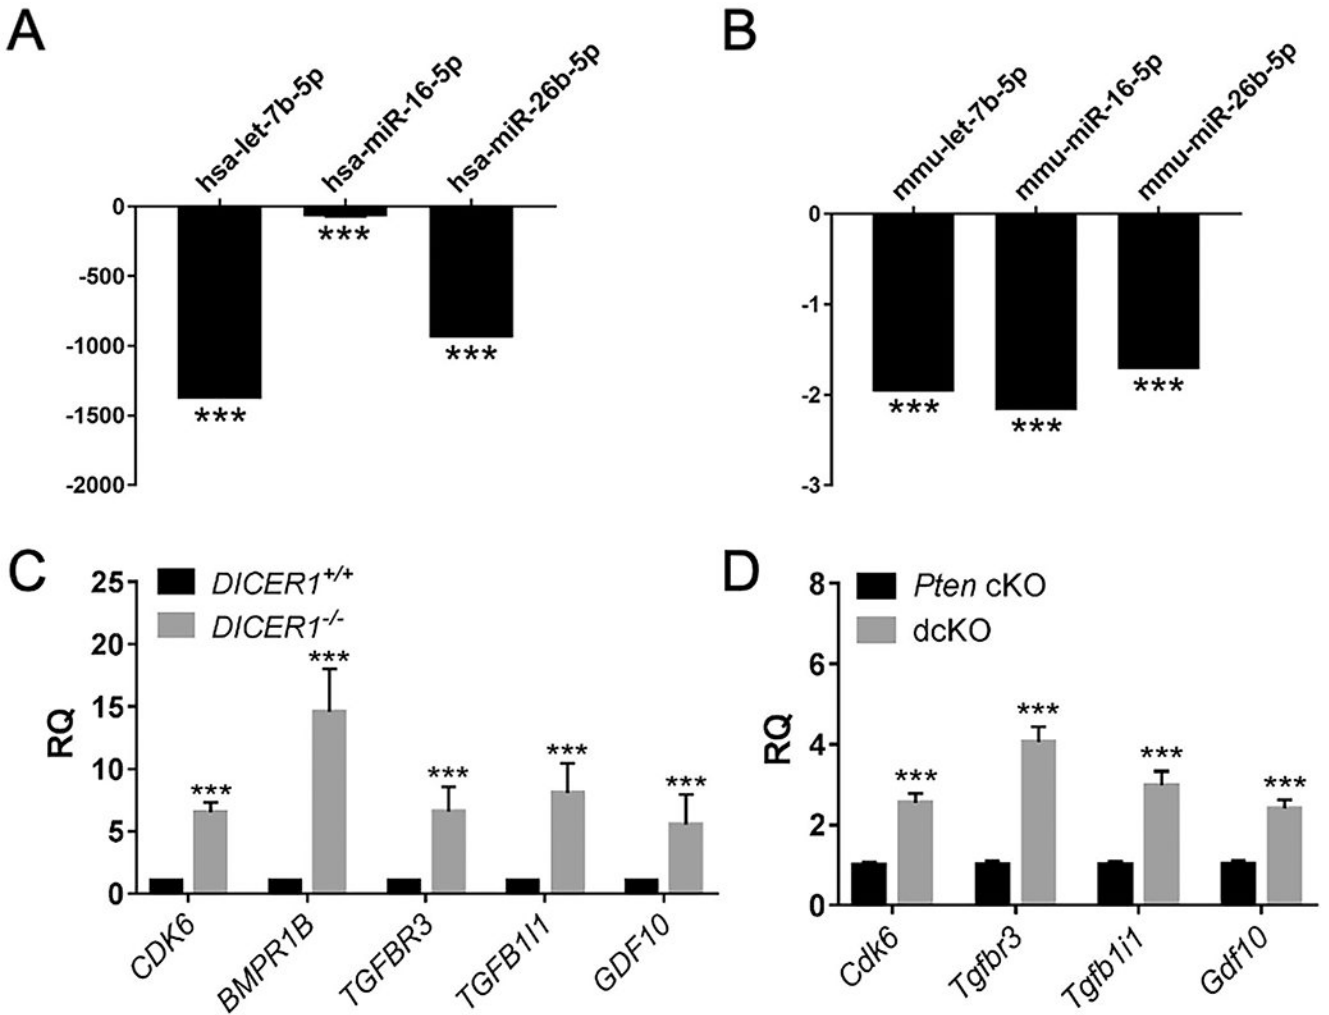 A
hsa-let-7b-5p
hsa-miR-16-5p
hsa-miR-26b-5p
0
-500
-1000
-1500
-2000
***
***
***
B
mmu-let-7b-5p
mmu-miR-16-5p
mmu-miR-26b-5p
0
-1
-2
-3
***
***
***
C
DICER1+/+
DICER1-/-
RQ
25
20
15
10
5
0
***
***
***
***
***
CDK6
BMPR1B
TGFBR3
TGFB1I1
GDF10
D
Pten cKO
dcKO
RQ
8
6
4
2
0
***
***
***
***
Cdk6
Tgfbr3
Tgfb1i1
Gdf10